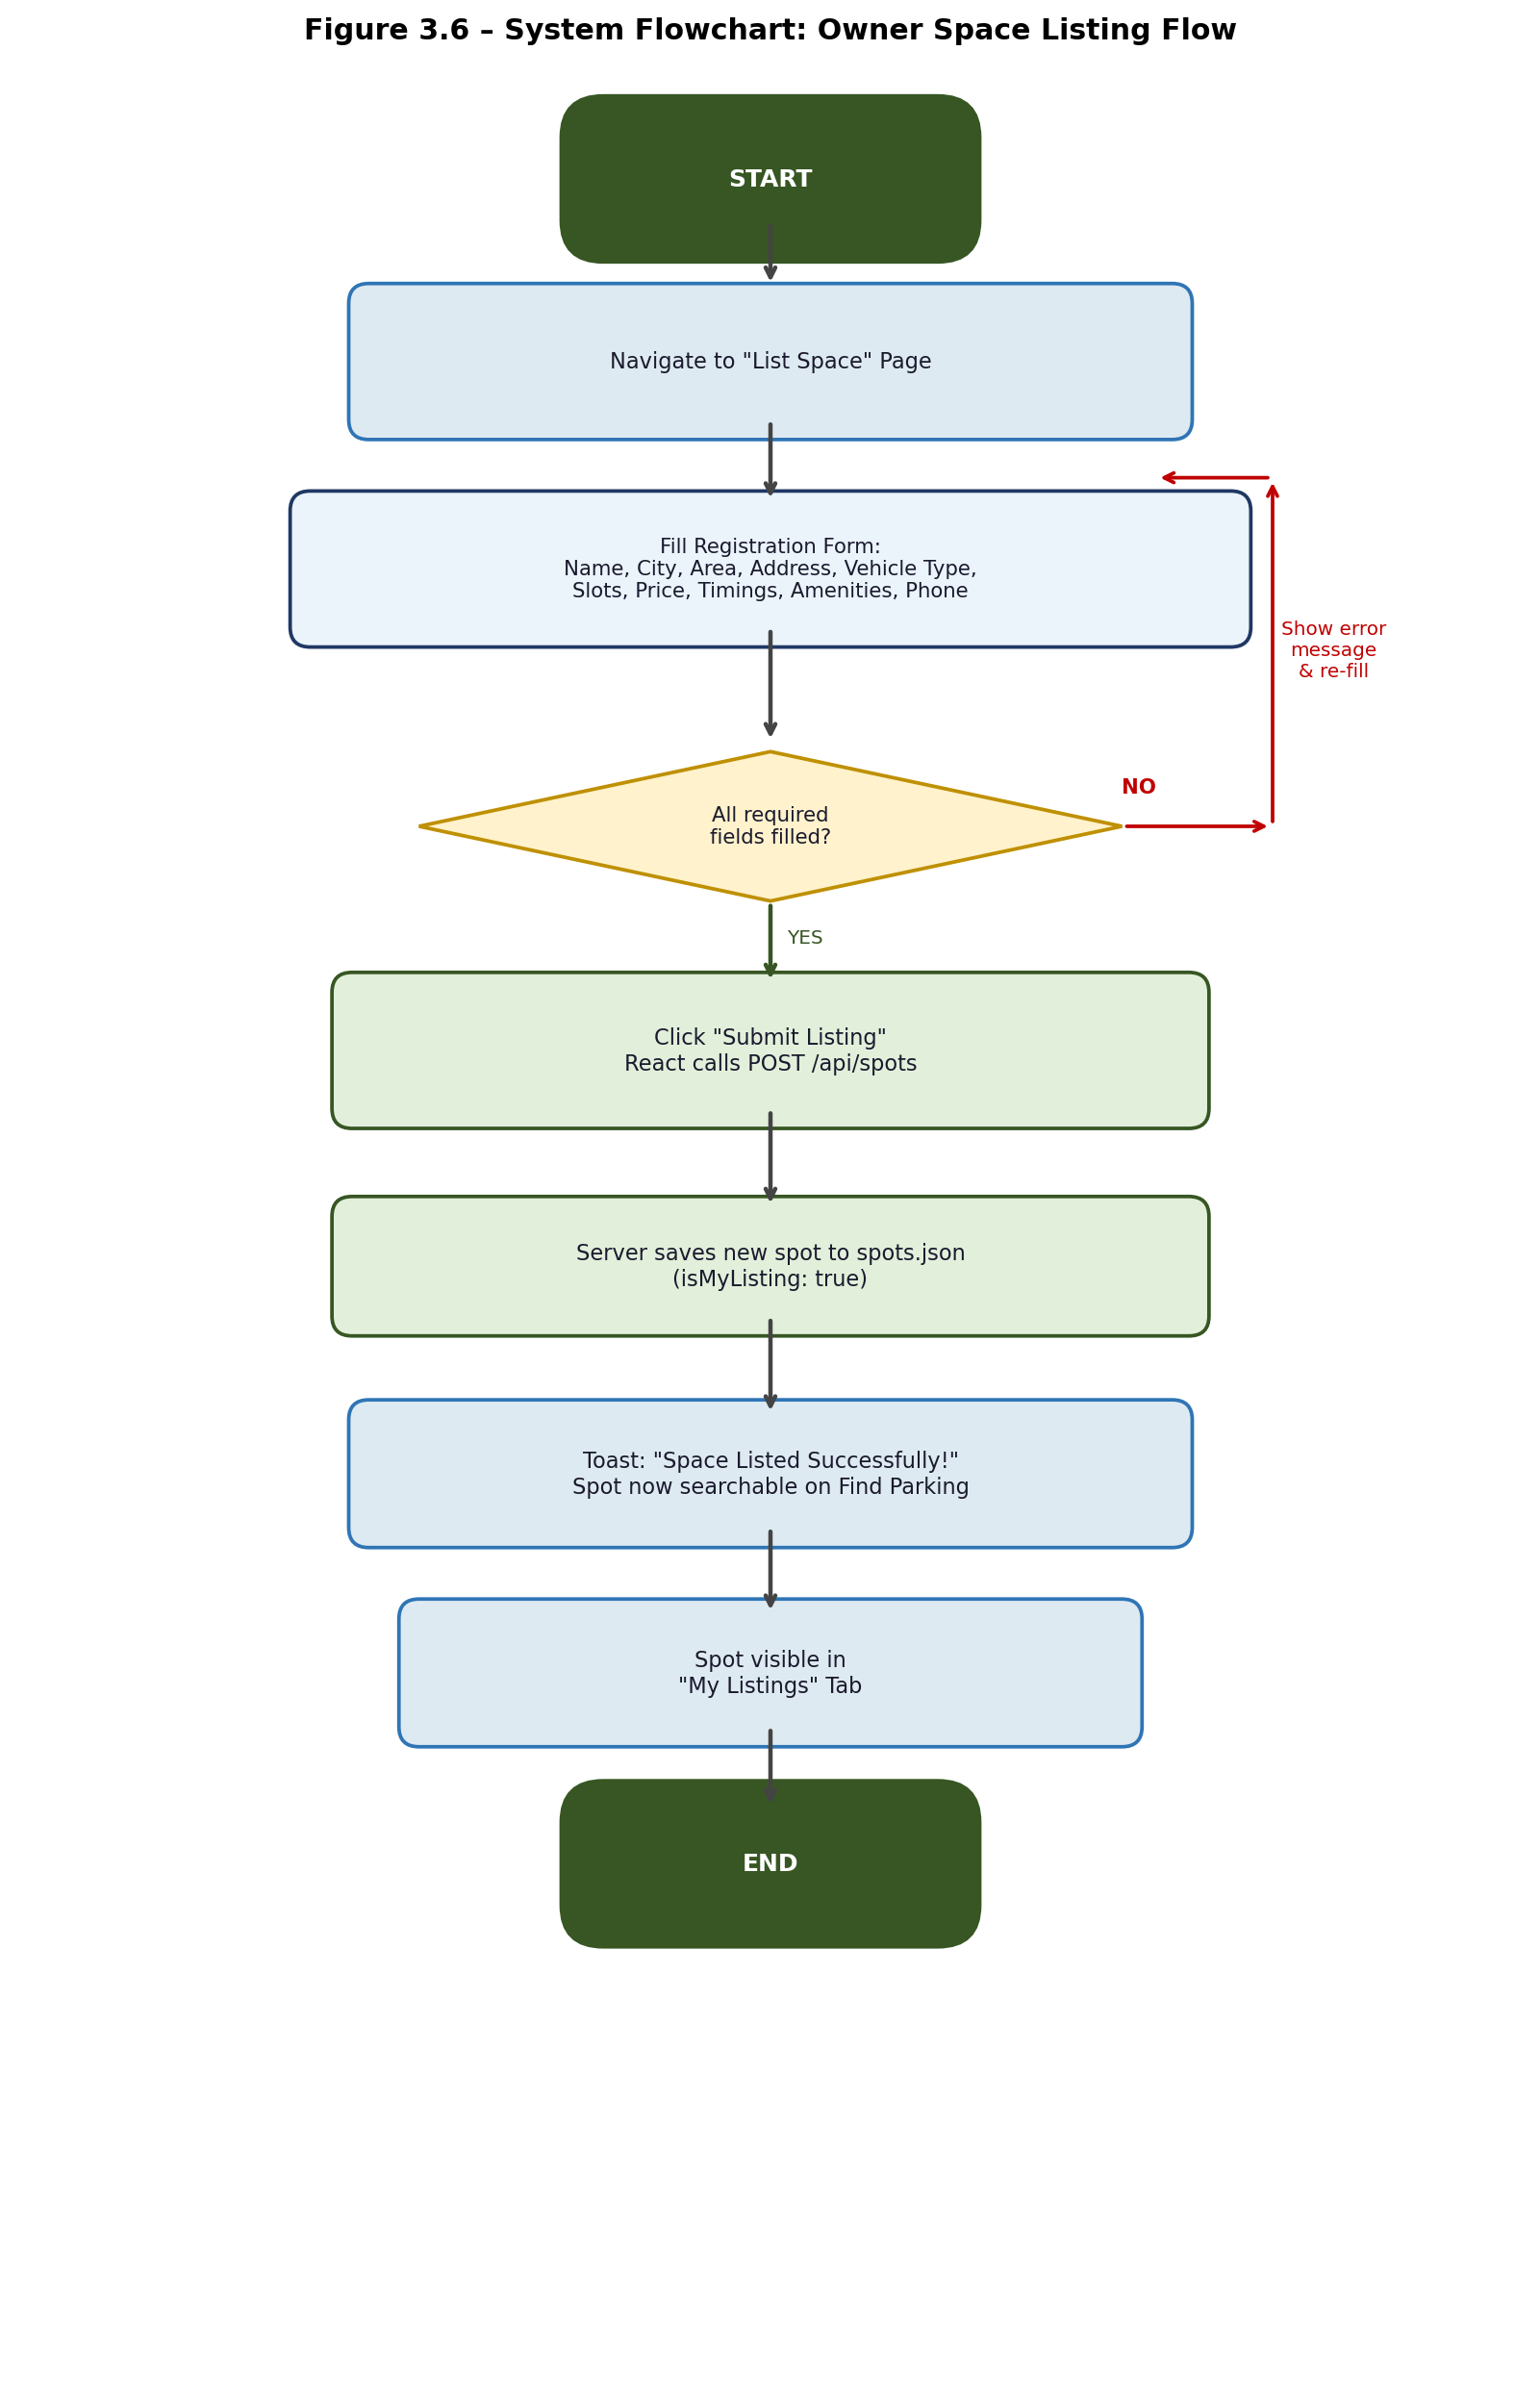 Figure 3.6 – System Flowchart: Owner Space Listing Flow
START
Navigate to "List Space" Page
Fill Registration Form:
Name, City, Area, Address, Vehicle Type,
Slots, Price, Timings, Amenities, Phone
Show error
message
& re-fill
NO
All required
fields filled?
YES
Click "Submit Listing"
React calls POST /api/spots
Server saves new spot to spots.json
(isMyListing: true)
Toast: "Space Listed Successfully!"
Spot now searchable on Find Parking
Spot visible in
"My Listings" Tab
END